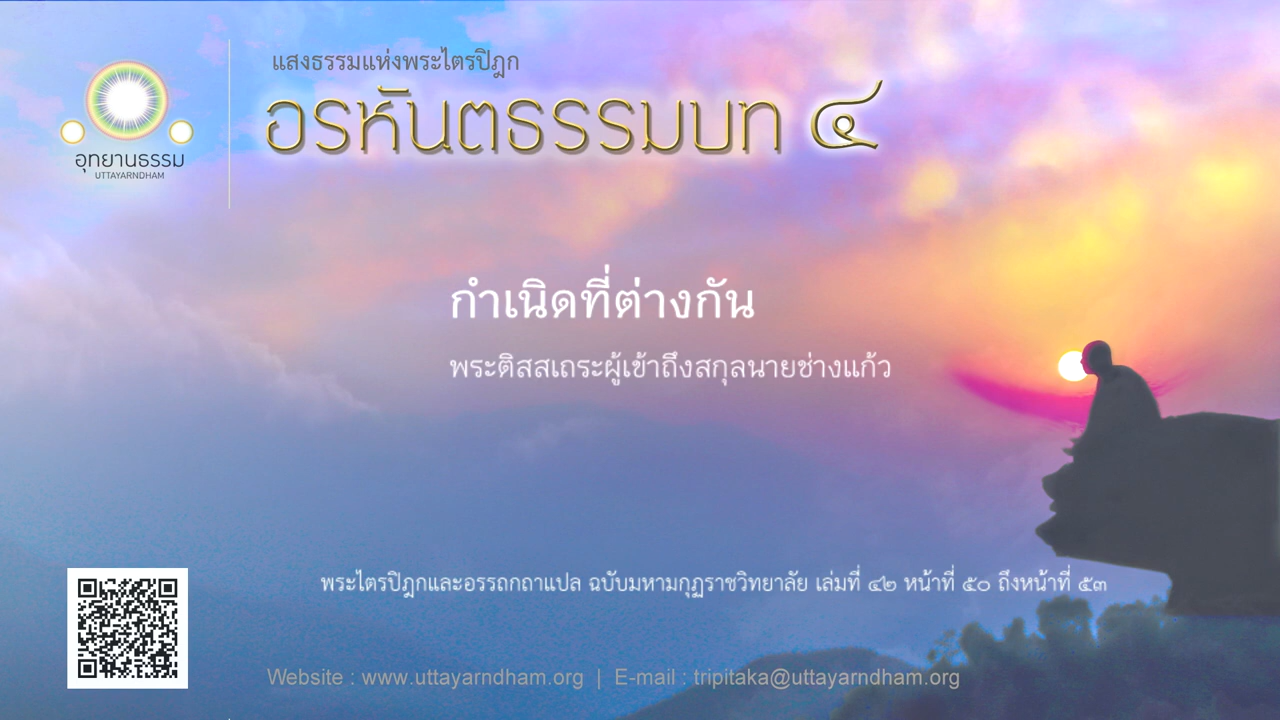 แสงธรรมแห่งพระไตรปิฎก
อรหันตธรรมบท ๔
อุทยานธรรม
UTTAYARNDHAM
กำเนิดที่ต่างกัน
พระติสสเถระผู้เข้าถึงสกุลนายช่างแก้ว
พระไตรปิฎกและอรรถกถาแปล ฉบับมหามกุฏราชวิทยาลัย เล่มที่ ๔๒ หน้าที่ ๕๐ ถึงหน้าที่ ๕๓
Website : www.uttayarndham.org | E-mail : tripitaka@uttayarndham.org